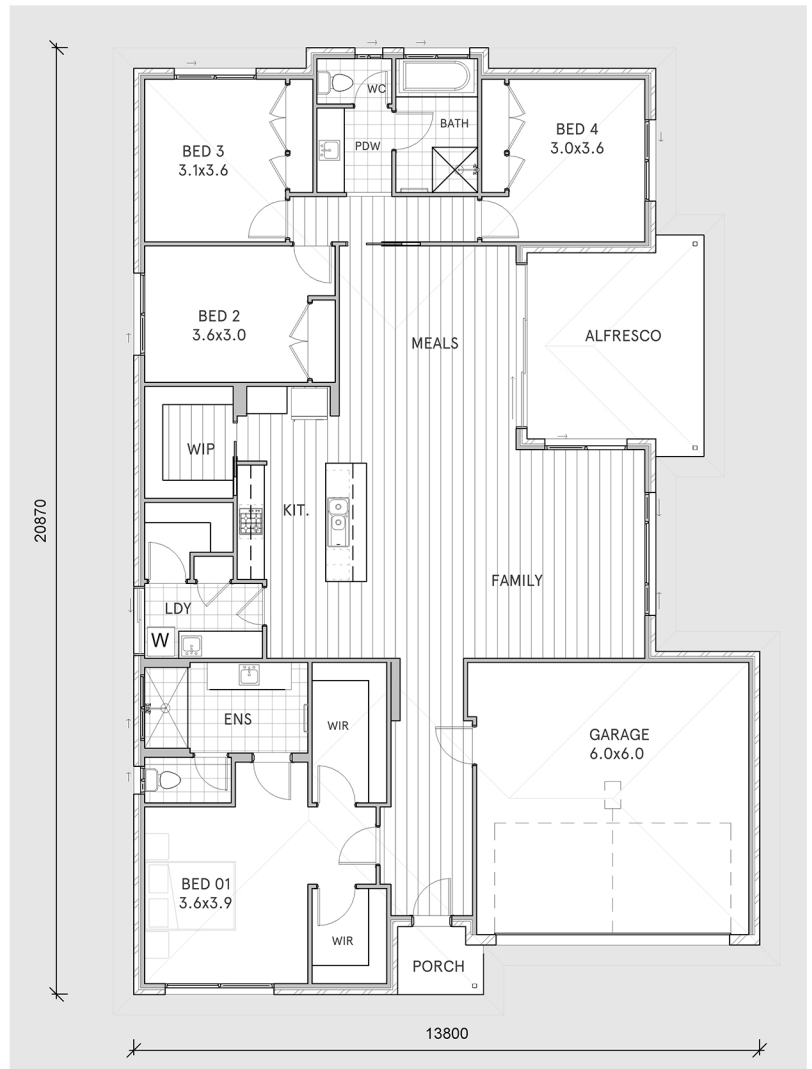 WC
BATH
PDW
BED 3
3.1x3.6
BED 4
3.0x3.6
BED 2
3.6x3.0
MEALS
ALFRESCO
WIP
KIT.
20870
FAMILY
LDY
W
ENS
WIR
GARAGE
6.0x6.0
BED 01
3.6x3.9
WIR
PORCH
13800